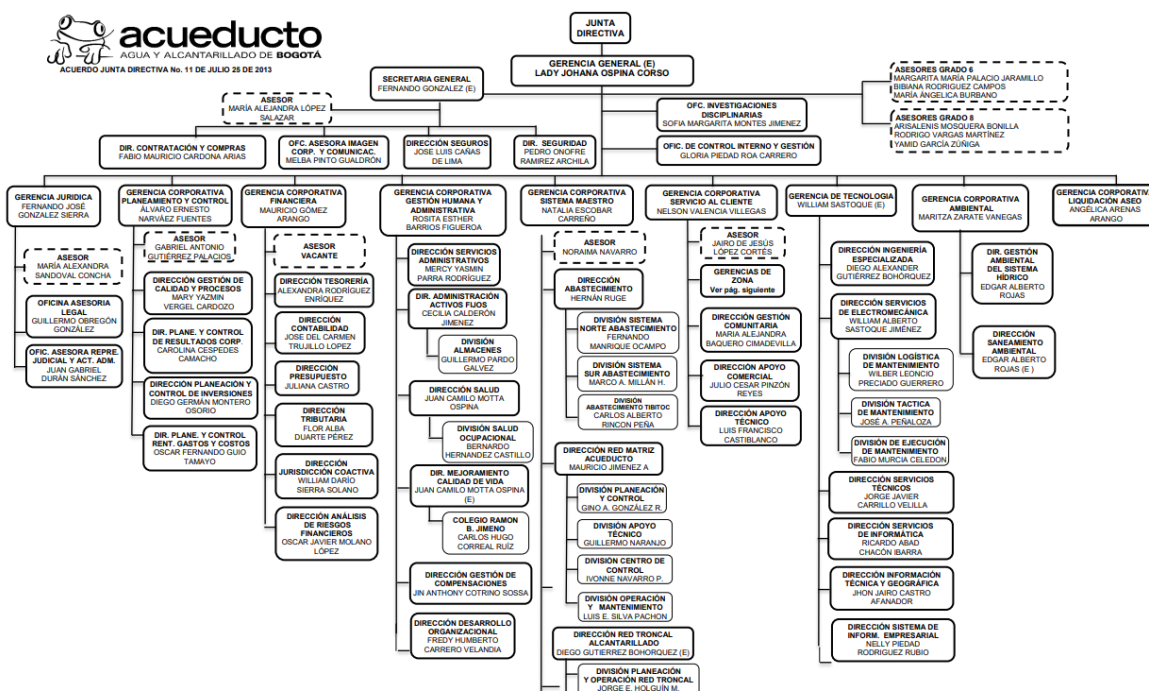 acueducto
AGUA Y ALCANTARILLADO DE BOGOTÁ
ACUERDO JUNTA DIRECTIVA No. 11 DE JULIO 25 DE 2013
JUNTA
DIRECTIVA
GERENCIA GENERAL (E)
LADY JOHANA OSPINA CORSO
SECRETARIA GENERAL
FERNANDO GONZALEZ (E)
ASESORES GRADO 6
MARGARITA MARÍA PALACIO JARAMILLO
BIBIANA RODRIGUEZ CAMPOS
MARÍA ÁNGELICA BURBANO
ASESOR
MARÍA ALEJANDRA LÓPEZ
SALAZAR
OFC. INVESTIGACIONES
DISCIPLINARIAS
SOFIA MARGARITA MONTES JIMENEZ
ASESORES GRADO 8
ARISALENIS MOSQUERA BONILLA
RODRIGO VARGAS MARTÍNEZ
YAMID GARCÍA ZÚÑIGA
DIR. CONTRATACIÓN Y COMPRAS
FABIO MAURICIO CARDONA ARIAS
OFC. ASESORA IMAGEN
CORP. Y COMUNICAC.
MELBA PINTO GUALDRÓN
DIRECCIÓN SEGUROS
JOSE LUIS CAÑAS
DE LIMA
DIR. SEGURIDAD
PEDRO ONOFRE
RAMIREZ ARCHILA
OFIC. DE CONTROL INTERNO Y GESTIÓN
GLORIA PIEDAD ROA CARRERO
GERENCIA JURIDICA
FERNANDO JOSÉ
GONZALEZ SIERRA
ASESOR
MARÍA ALEXANDRA
SANDOVAL CONCHA
OFICINA ASESORIA
LEGAL
GUILLERMO OBREGÓN
GONZÁLEZ
OFIC. ASESORA REPRE.
JUDICIAL Y ACT. ADM.
JUAN GABRIEL
DURÁN SÁNCHEZ
GERENCIA CORPORATIVA
PLANEAMIENTO Y CONTROL
ÁLVARO ERNESTO
NARVÁEZ FUENTES
ASESOR
GABRIEL ANTONIO
GUTIÉRREZ PALACIOS
DIRECCIÓN GESTIÓN DE
CALIDAD Y PROCESOS
MARY YAZMIN
VERGEL CARDOZO
DIR. PLANE. Y CONTROL
DE RESULTADOS CORP.
CAROLINA CESPEDES
CAMACHO
DIRECCIÓN PLANEACIÓN Y
CONTROL DE INVERSIONES
DIEGO GERMÁN MONTERO
OSORIO
DIR. PLANE. Y CONTROL
RENT. GASTOS Y COSTOS
OSCAR FERNANDO GUIO
TAMAYO
GERENCIA CORPORATIVA
FINANCIERA
MAURICIO GÓMEZ
ARANGO
ASESOR
VACANTE
DIRECCIÓN TESORERÍA
ALEXANDRA RODRÍGUEZ
ENRÍQUEZ
DIRECCIÓN
CONTABILIDAD
JOSE DEL CARMEN
TRUJILLO LOPEZ
DIRECCIÓN
PRESUPUESTO
JULIANA CASTRO
DIRECCIÓN
TRIBUTARIA
FLOR ALBA
DUARTE PÉREZ
DIRECCIÓN
JURISDICCIÓN COACTIVA
WILLIAM DARÍO
SIERRA SOLANO
DIRECCIÓN ANÁLISIS
DE RIESGOS
FINANCIEROS
OSCAR JAVIER MOLANO
LÓPEZ
GERENCIA CORPORATIVA
GESTIÓN HUMANA Y
ADMINISTRATIVA
ROSITA ESTHER
BARRIOS FIGUEROA
DIRECCIÓN SERVICIOS
ADMINISTRATIVOS
MERCY YASMIN
PARRA RODRÍGUEZ
DIR. ADMINISTRACIÓN
ACTIVOS FIJOS
CECILIA CALDERÓN
JIMENEZ
DIVISIÓN
ALMACENES
GUILLERMO PARDO
GALVEZ
DIRECCIÓN SALUD
JUAN CAMILO MOTTA
OSPINA
DIVISIÓN SALUD
OCUPACIONAL
BERNARDO
HERNANDEZ CASTILLO
DIR. MEJORAMIENTO
CALIDAD DE VIDA
JUAN CAMILO MOTTA OSPINA
(E)
COLEGIO RAMON
B. JIMENO
CARLOS HUGO
CORREAL RUÍZ
DIRECCIÓN GESTIÓN DE
COMPENSACIONES
JIN ANTHONY COTRINO SOSSA
DIRECCIÓN DESARROLLO
ORGANIZACIONAL
FREDY HUMBERTO
CARRERO VELANDIA
GERENCIA CORPORATIVA
SISTEMA MAESTRO
NATALIA ESCOBAR
CARREÑO
ASESOR
NORAIMA NAVARRO
DIRECCIÓN
ABASTECIMIENTO
HERNÁN RUGE
DIVISIÓN SISTEMA
NORTE ABASTECIMIENTO
FERNANDO
MANRIQUE OCAMPO
DIVISIÓN SISTEMA
SUR ABASTECIMIENTO
MARCO A. MILLÁN H.
DIVISIÓN
ABASTECIMIENTO TIBITOC
CARLOS ALBERTO
RINCON PEÑA
DIRECCIÓN RED MATRIZ
ACUEDUCTO
MAURICIO JIMENEZ A
DIVISIÓN PLANEACIÓN
Y CONTROL
GINO A. GONZÁLEZ R.
DIVISIÓN APOYO
TÉCNICO
GUILLERMO NARANJO
DIVISIÓN CENTRO DE
CONTROL
IVONNE NAVARRO P.
DIVISIÓN OPERACIÓN
Y MANTENIMIENTO
LUIS E. SILVA PACHON
DIRECCIÓN RED TRONCAL
ALCANTARILLADO
DIEGO GUTIERREZ BOHORQUEZ (E)
DIVISIÓN PLANEACIÓN
Y OPERACIÓN RED TRONCAL
JORGE E. HOLGUÍN M.
GERENCIA CORPORATIVA
SERVICIO AL CLIENTE
NELSON VALENCIA VILLEGAS
ASESOR
JAIRO DE JESÚS
LÓPEZ CORTÉS
GERENCIAS DE
ZONA
Ver pág. siguiente
DIRECCIÓN GESTIÓN
COMUNITARIA
MARIA ALEJANDRA
BAQUERO CIMADEVILLA
DIRECCIÓN APOYO
COMERCIAL
JULIO CESAR PINZÓN
REYES
DIRECCIÓN APOYO
TÉCNICO
LUIS FRANCISCO
CASTIBLANCO
GERENCIA DE TECNOLOGIA
WILLIAM SASTOQUE (E)
DIRECCIÓN INGENIERÍA
ESPECIALIZADA
DIEGO ALEXANDER
GUTIÉRREZ BOHÓRQUEZ
DIRECCIÓN SERVICIOS
DE ELECTROMECÁNICA
WILLIAM ALBERTO
SASTOQUE JIMÉNEZ
DIVISIÓN LOGÍSTICA
DE MANTENIMIENTO
WILBER LEONCIO
PRECIADO GUERRERO
DIVISIÓN TACTICA
DE MANTENIMIENTO
JOSÉ A. PEÑALOZA
DIVISIÓN DE EJECUCIÓN
DE MANTENIMIENTO
FABIO MURCIA CELEDON
DIRECCIÓN SERVICIOS
TÉCNICOS
JORGE JAVIER
CARRILLO VELILLA
DIRECCIÓN SERVICIOS
DE INFORMÁTICA
RICARDO ABAD
CHACÓN IBARRA
DIRECCIÓN INFORMACIÓN
TÉCNICA Y GEOGRÁFICA
JHON JAIRO CASTRO
AFANADOR
DIRECCIÓN SISTEMA DE
INFORM. EMPRESARIAL
NELLY PIEDAD
RODRIGUEZ RUBIO
GERENCIA CORPORATIVA
AMBIENTAL
MARITZA ZARATE VANEGAS
DIR. GESTIÓN
AMBIENTAL
DEL SISTEMA
HÍDRICO
EDGAR ALBERTO
ROJAS
DIRECCIÓN
SANEAMIENTO
AMBIENTAL
EDGAR ALBERTO
ROJAS (E )
GERENCIA CORPORATIVA
LIQUIDACIÓN ASEO
ANGÉLICA ARENAS
ARANGO